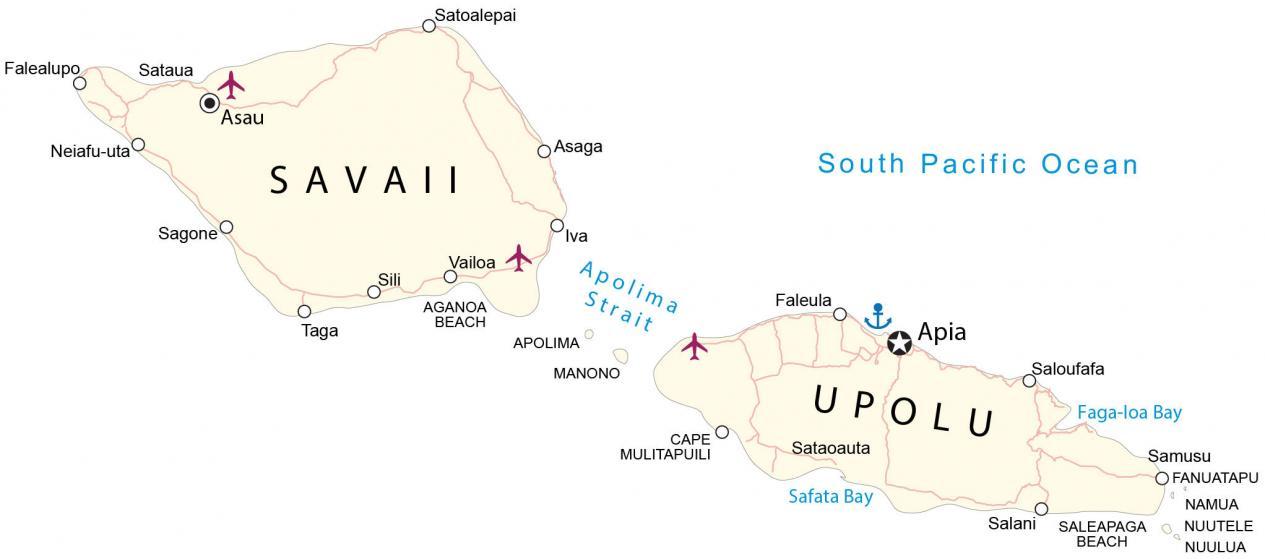 Satoalepai
Falealupo
Sataua
Asau
Neiafu-uta
Asaga
South Pacific Ocean
SAVAII
Sagone
Iva
Vailoa
Sili
Apolima
Strait
AGANOA
BEACH
Taga
Faleula
APOLIMA
Apia
MANONO
Saloufafa
UPOLU
Faga-loa Bay
CAPE
MULITAPUILI
Sataoauta
Samusu
FANUATAPU
Safata Bay
NAMUA
Salani
SALEAPAGA
BEACH
NUUTELE
NUULUA